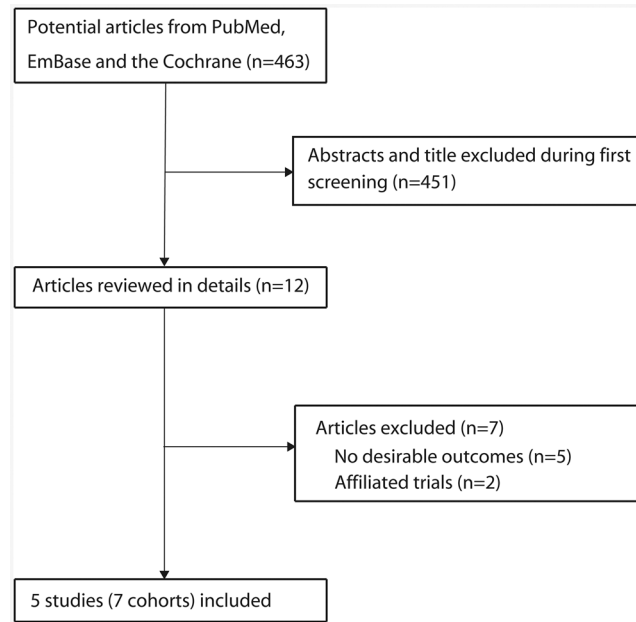 Potential articles from PubMed,
EmBase and the Cochrane (n=463)
Abstracts and title excluded during first
screening (n=451)
Articles reviewed in details (n=12)
Articles excluded (n=7)
No desirable outcomes (n=5)
Affiliated trials (n=2)
5 studies (7 cohorts) included